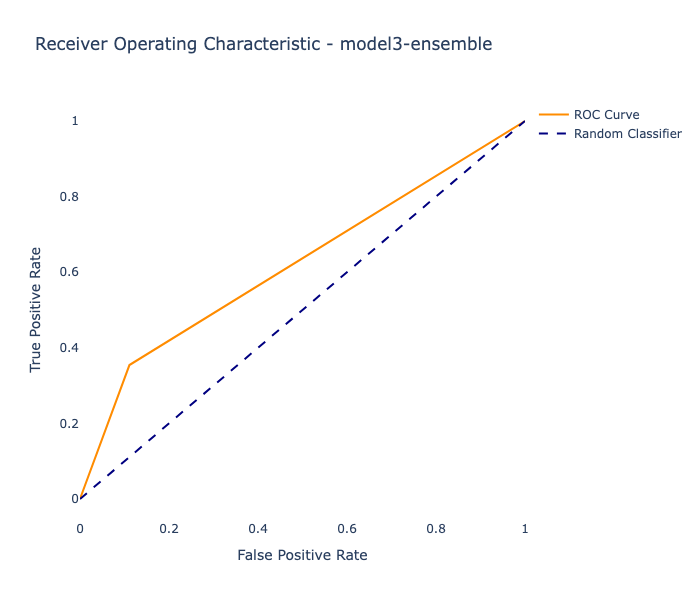 Receiver Operating Characteristic - model3-ensemble
ROC Curve
Random Classifier
1
0.8
0.6
0.4
0.2
0
True Positive Rate
0 0.2 0.4 0.6 0.8 1
False Positive Rate